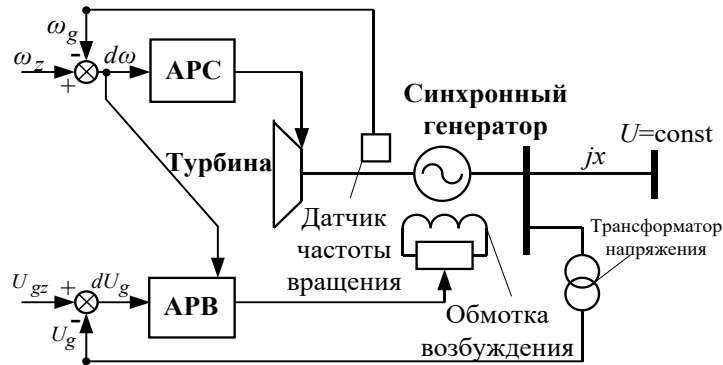 ω_g
-
ω_z
+
dω
АРС
Синхронный
генератор
U=const
Турбина
jx
Датчик
частоты
вращения
Трансформатор
напряжения
U_gz
+
dU_g
АРВ
-
U_g
Обмотка
возбуждения